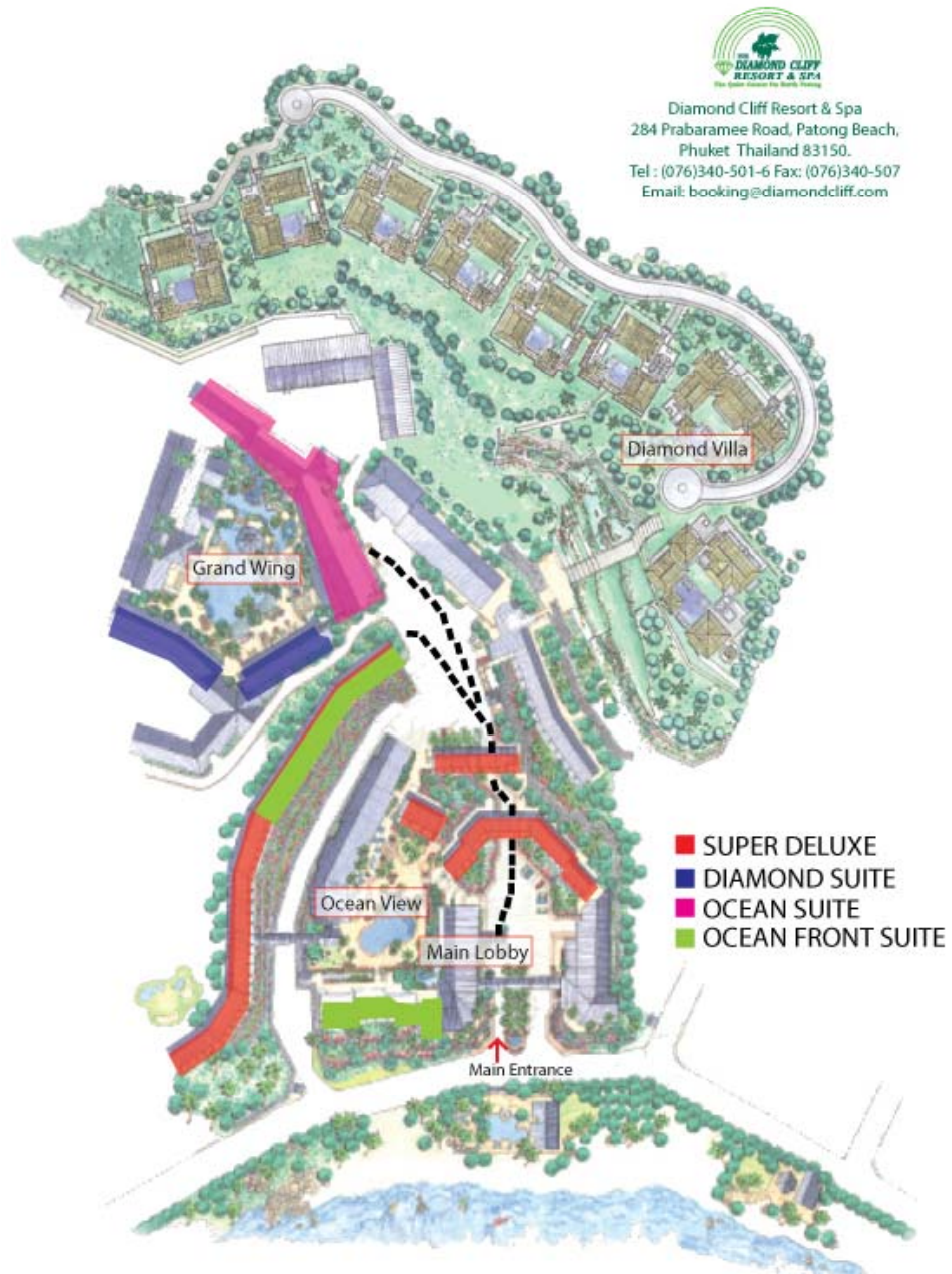 THE
DIAMOND CLIFF
RESORT & SPA
Diamond Cliff Resort & Spa
284 Prabaramee Road, Patong Beach,
Phuket Thailand 83150.
Tel : (076)340-501-6 Fax: (076)340-507
Email: booking@diamondcliff.com
Diamond Villa
Grand Wing
SUPER DELUXE
DIAMOND SUITE
OCEAN SUITE
OCEAN FRONT SUITE
Ocean View
Main Lobby
Main Entrance